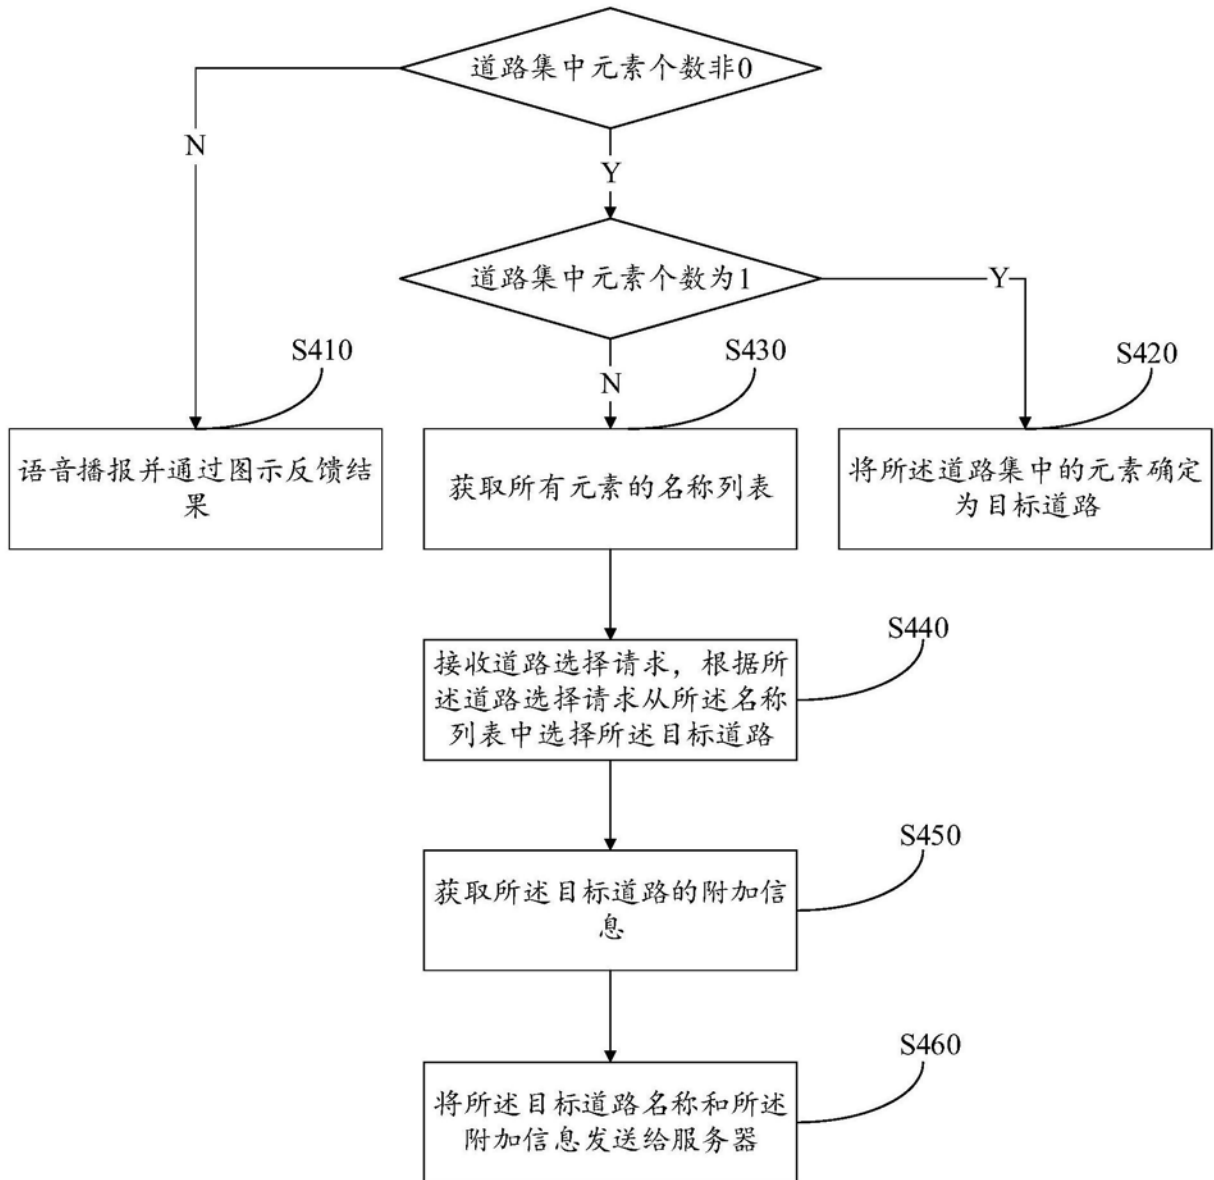 道路集中元素个数非0
N
Y
道路集中元素个数为1
Y
S410
S430
S420
N
语音播报并通过图示反馈结
果
获取所有元素的名称列表
将所述道路集中的元素确定
为目标道路
S440
接收道路选择请求，根据所
述道路选择请求从所述名称
列表中选择所述目标道路
S450
获取所述目标道路的附加信
息
S460
将所述目标道路名称和所述
附加信息发送给服务器